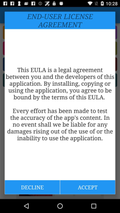 10:28
END-USER LICENSE
AGREEMENT
This EULA is a legal agreement
between you and the developers of this
application. By installing, copying or
using the application, you agree to be
bound by the terms of this EULA.
Every effort has been made to test
the accuracy of the app's content. In
no event shall we be liable for any
damages rising out of the use of or the
inability to use the application.
DECLINE
ACCEPT